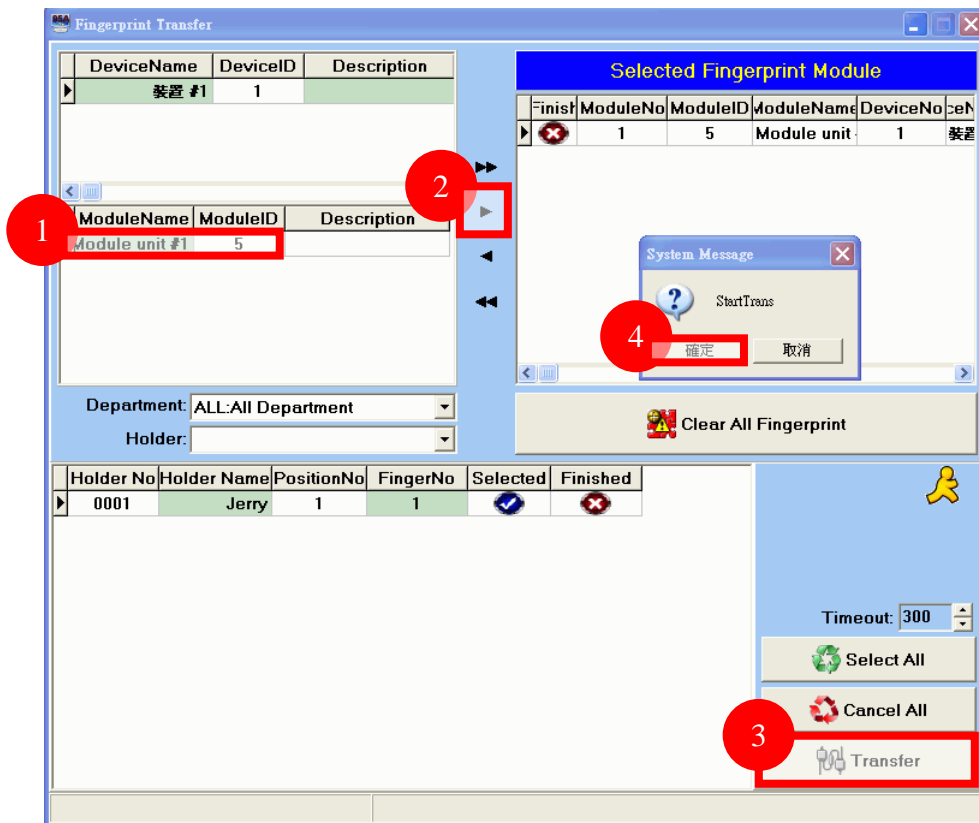 Fingerprint Transfer
DeviceName DeviceID Description
裝置 #1 1
ModuleName ModuleID Description
Module unit #1 5
1
2
Selected Fingerprint Module
Finish ModuleNo ModuleID ModuleName DeviceNo
1 5 Module unit 1 裝置
System Message
StartTrans
4
確定 取消
Department: ALL:All Department
Holder:
Clear All Fingerprint
Holder No Holder Name PositionNo FingerNo Selected Finished
0001 Jerry 1 1
Timeout: 300
Select All
Cancel All
3
Transfer